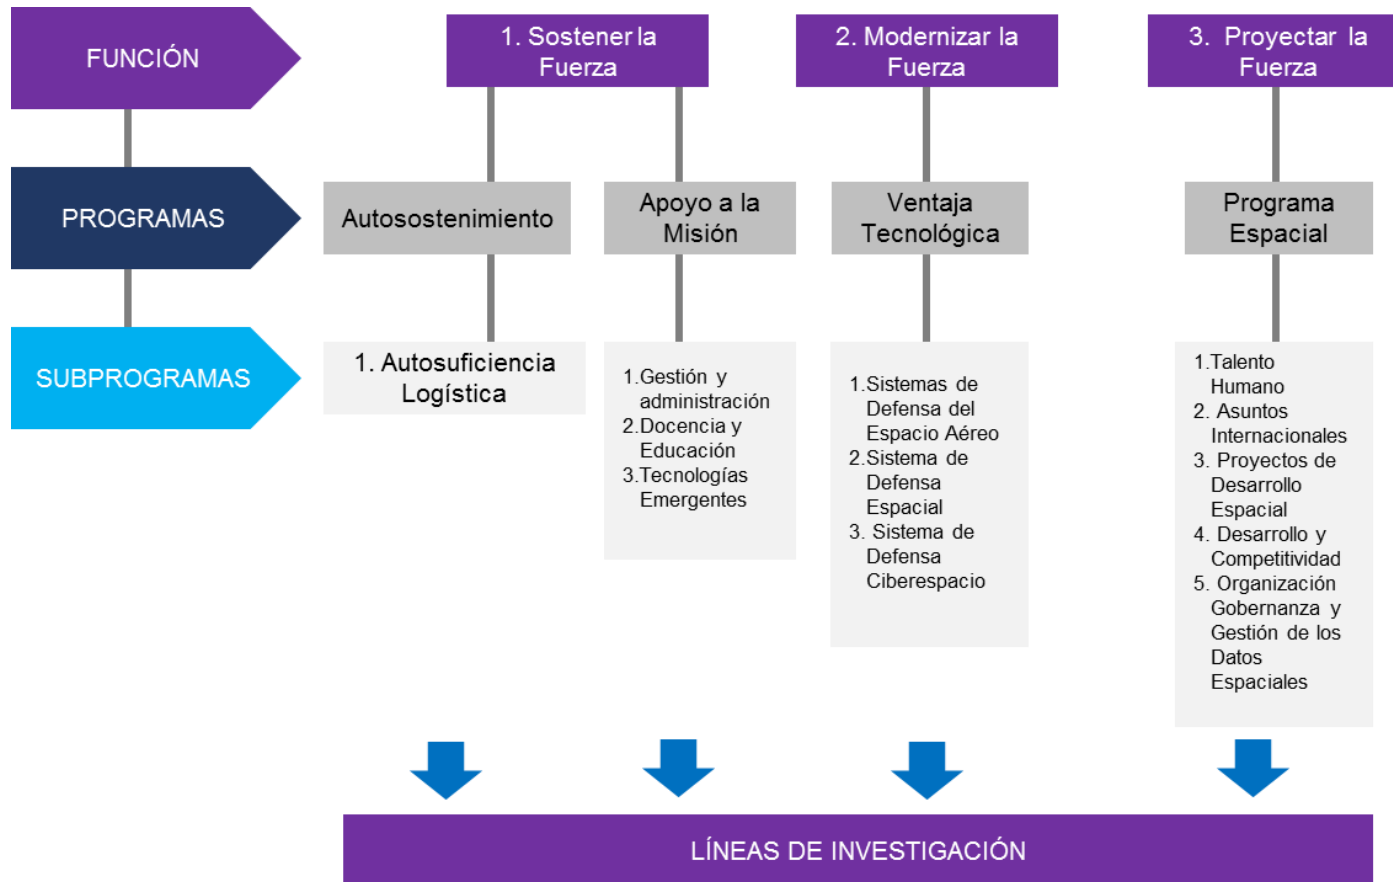 FUNCIÓN
1. Sostener la
Fuerza
2. Modernizar la
Fuerza
3. Proyectar la
Fuerza
PROGRAMAS
Autosostenimiento
Apoyo a la
Misión
Ventaja
Tecnológica
Programa
Espacial
SUBPROGRAMAS
1. Autosuficiencia
Logística
1.Gestión y
administración
2.Docencia y
Educación
3.Tecnologías
Emergentes
1.Sistemas de
Defensa del
Espacio Aéreo
2.Sistema de
Defensa
Espacial
3. Sistema de
Defensa
Ciberespacio
1.Talento
Humano
2. Asuntos
Internacionales
3. Proyectos de
Desarrollo
Espacial
4. Desarrollo y
Competitividad
5. Organización
Gobernanza y
Gestión de los
Datos
Espaciales
LÍNEAS DE INVESTIGACIÓN